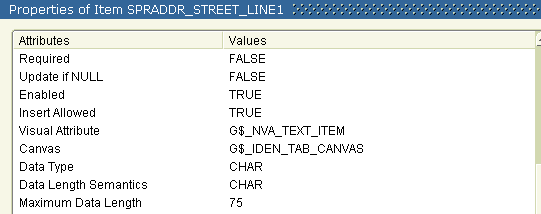 Properties of Item SPRADDR_STREET_LINE1
Attributes Values
Required FALSE
Update if NULL FALSE
Enabled TRUE
Insert Allowed TRUE
Visual Attribute G$_NVA_TEXT_ITEM
Canvas G$_IDEN_TAB_CANVAS
Data Type CHAR
Data Length Semantics CHAR
Maximum Data Length 75